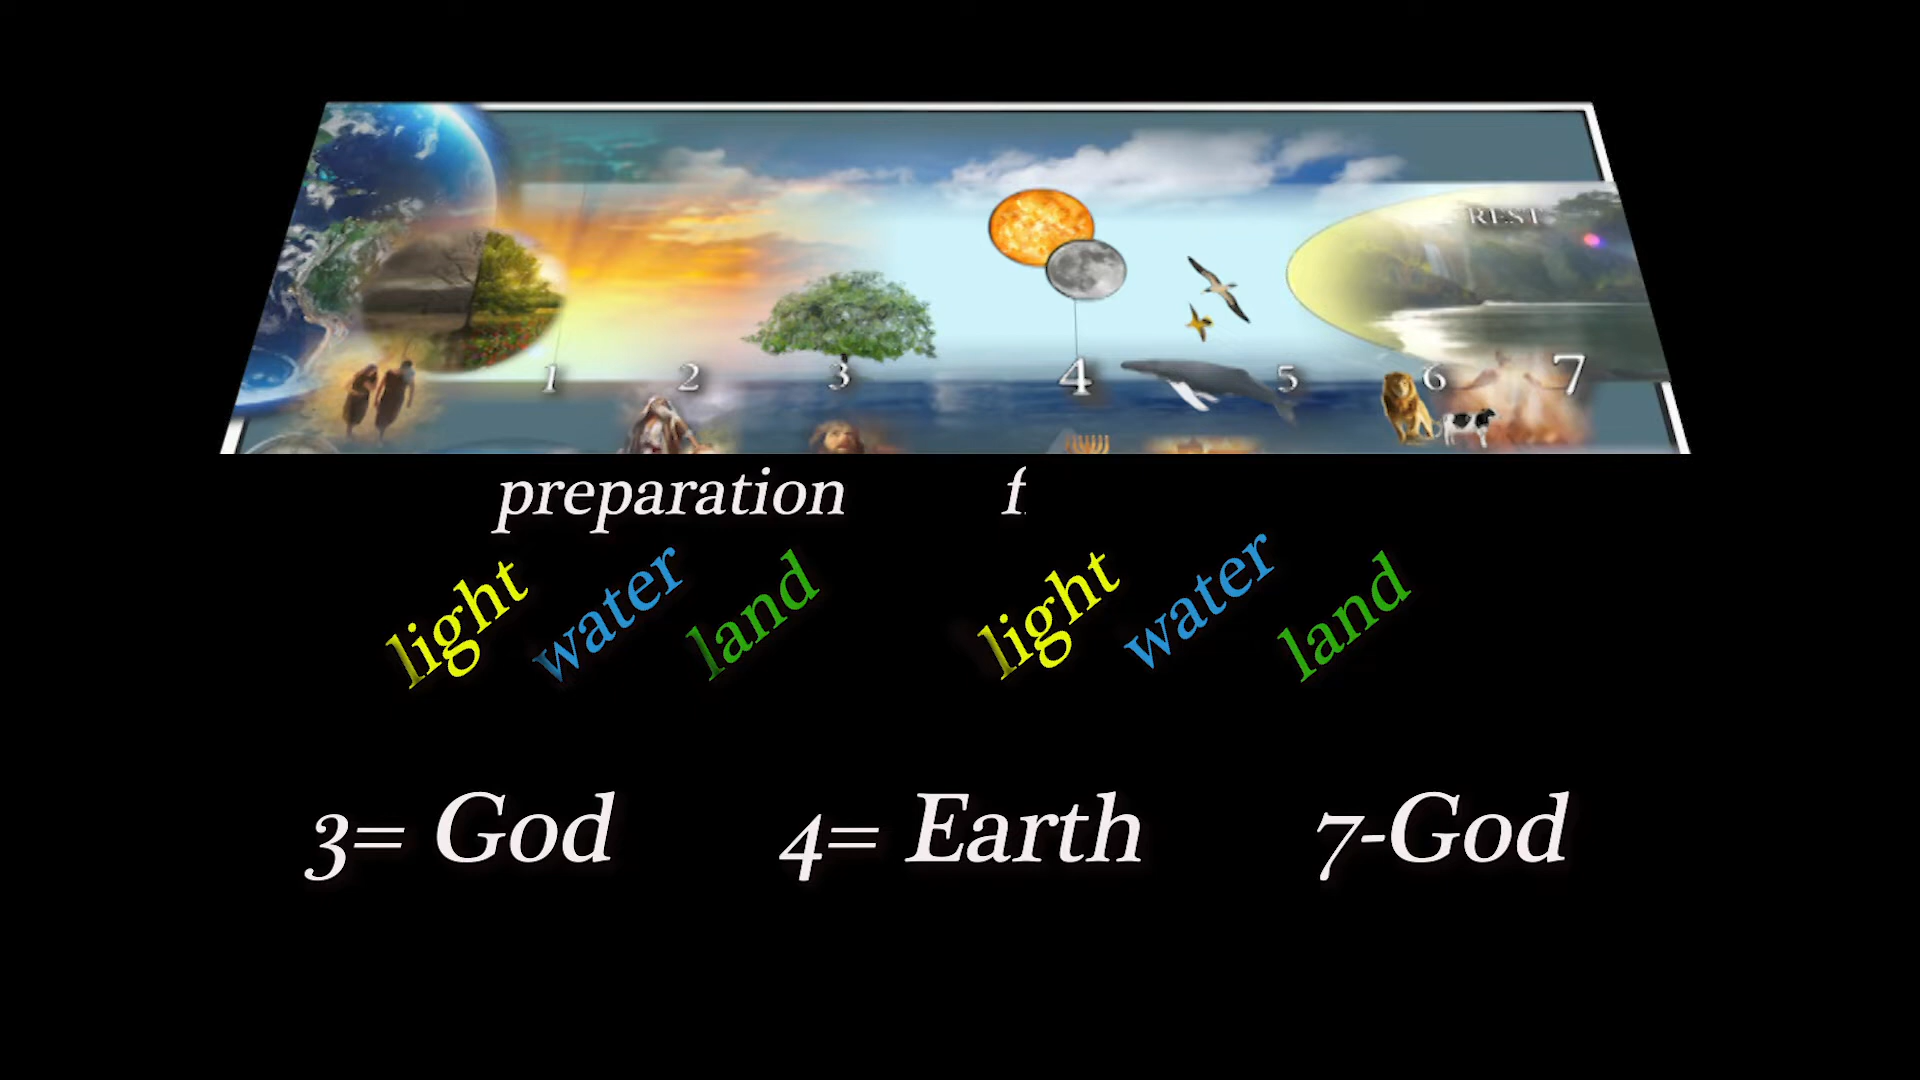 REST
1 2 3 4 5 6 7
preparation f
light water land light water land
3= God 4= Earth 7-God